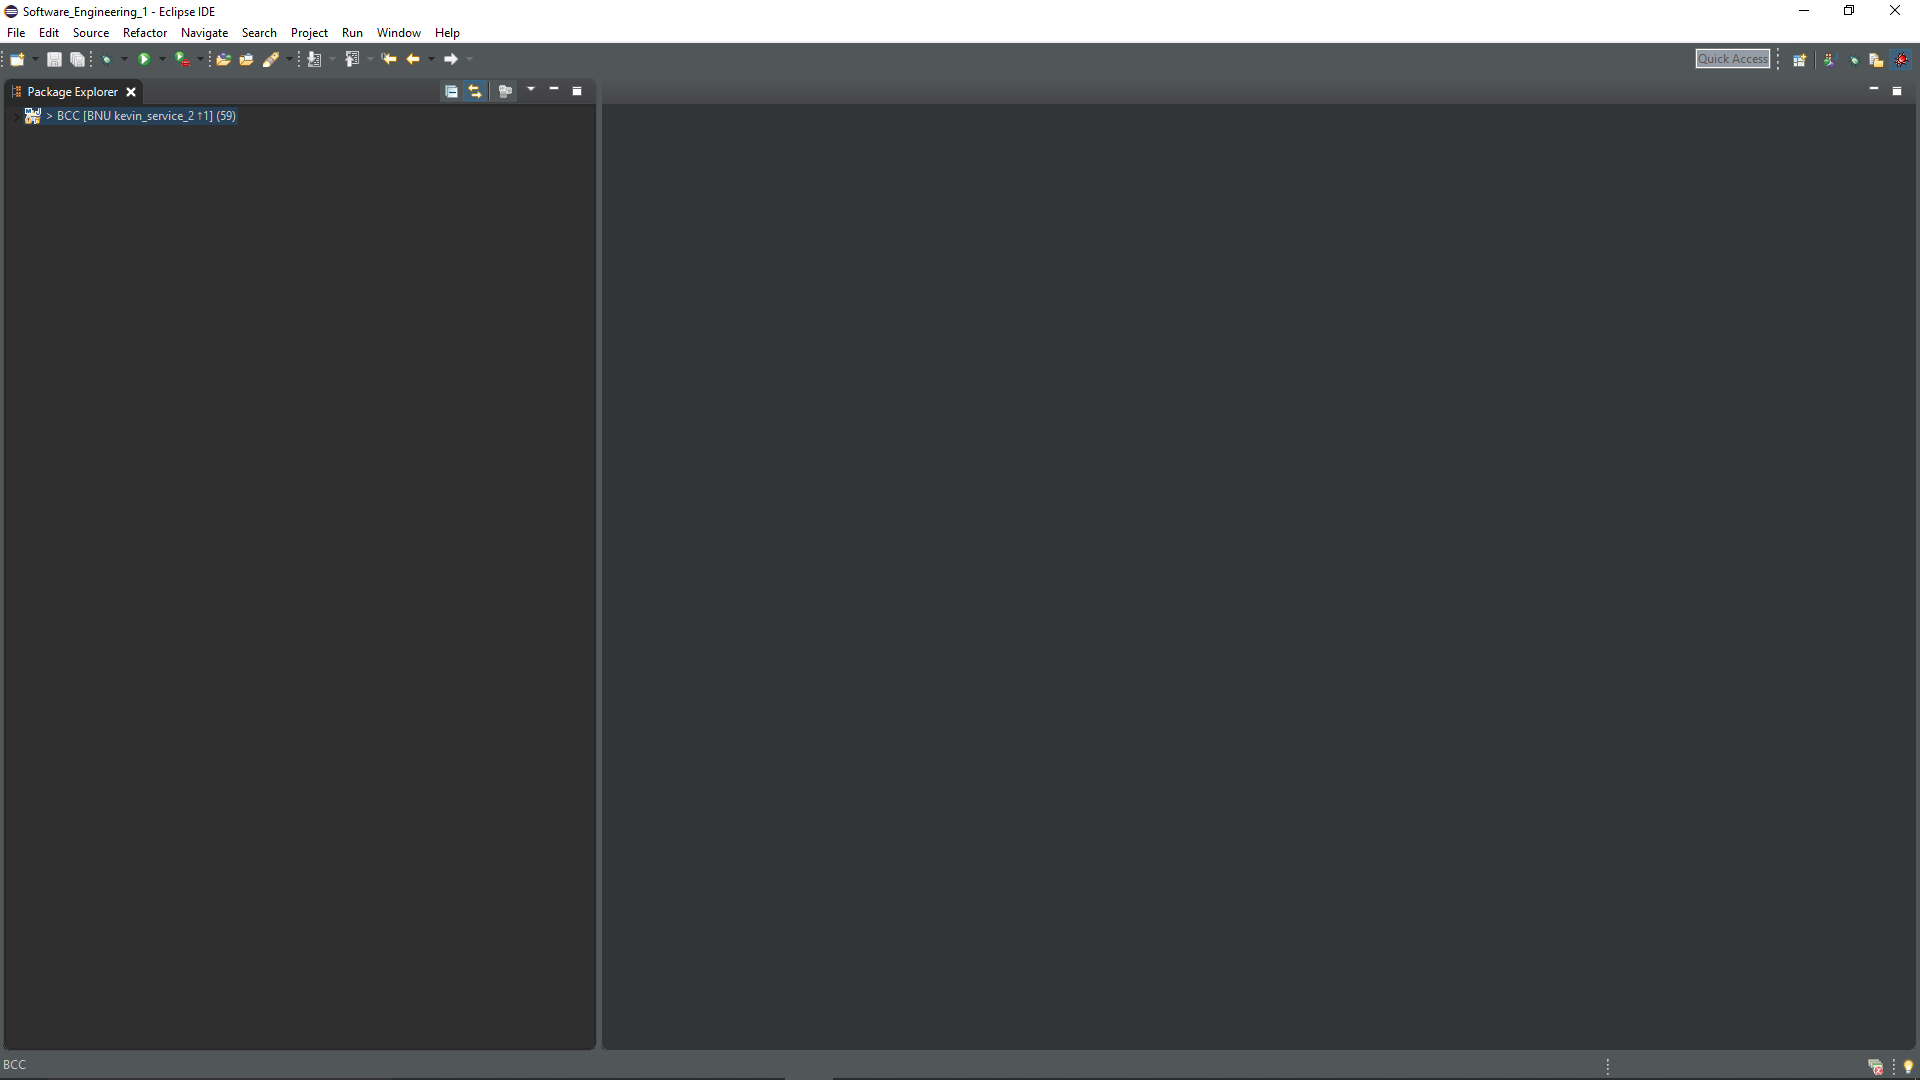 Software_Engineering_1 - Eclipse IDE
File Edit Source Refactor Navigate Search Project Run Window Help
Quick Access
Package Explorer
> BCC [BNU kevin_service_2 ↑1] (59)
BCC